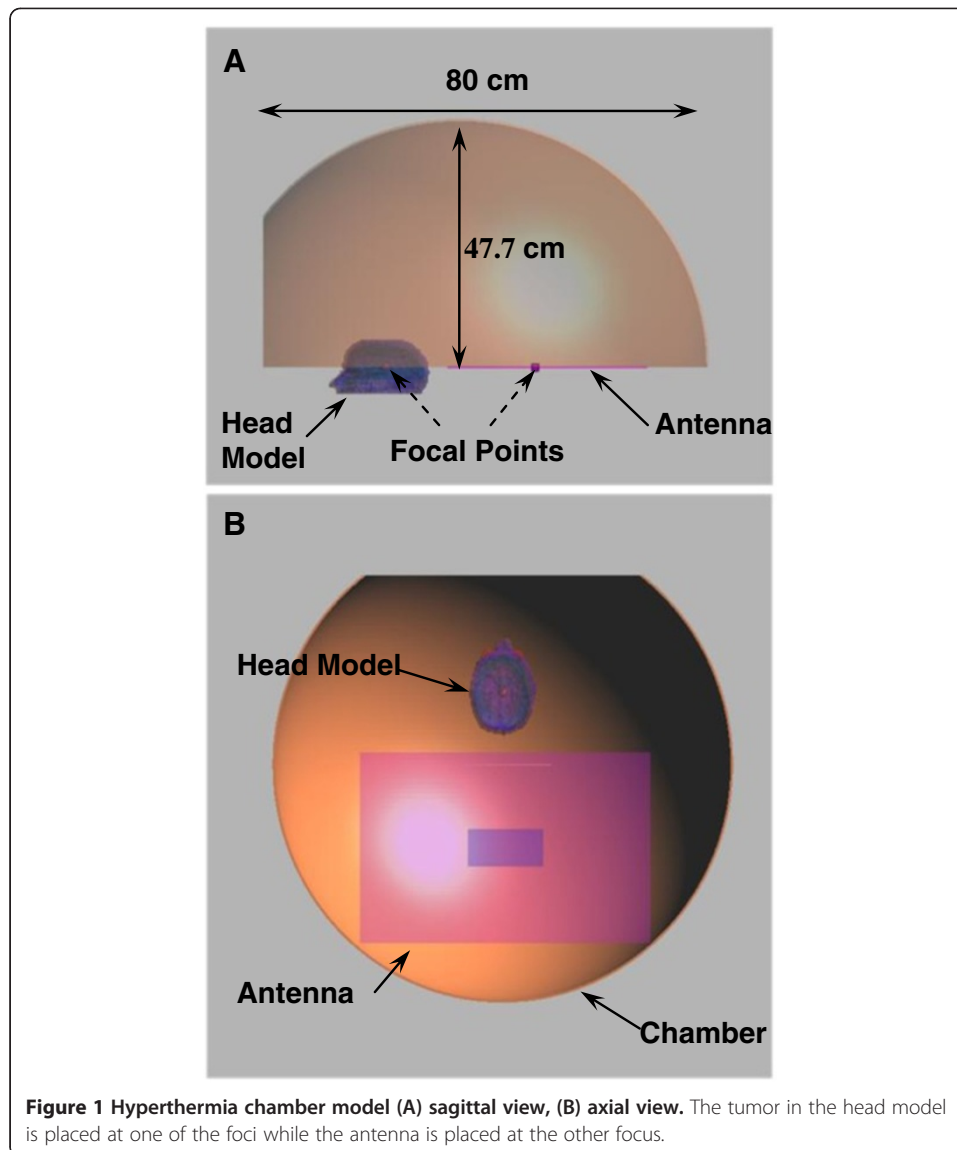 A
80 cm
47.7 cm
Head
Model
Focal Points
Antenna
B
Head Model
Antenna
Chamber
Figure 1 Hyperthermia chamber model (A) sagittal view, (B) axial view. The tumor in the head model
is placed at one of the foci while the antenna is placed at the other focus.